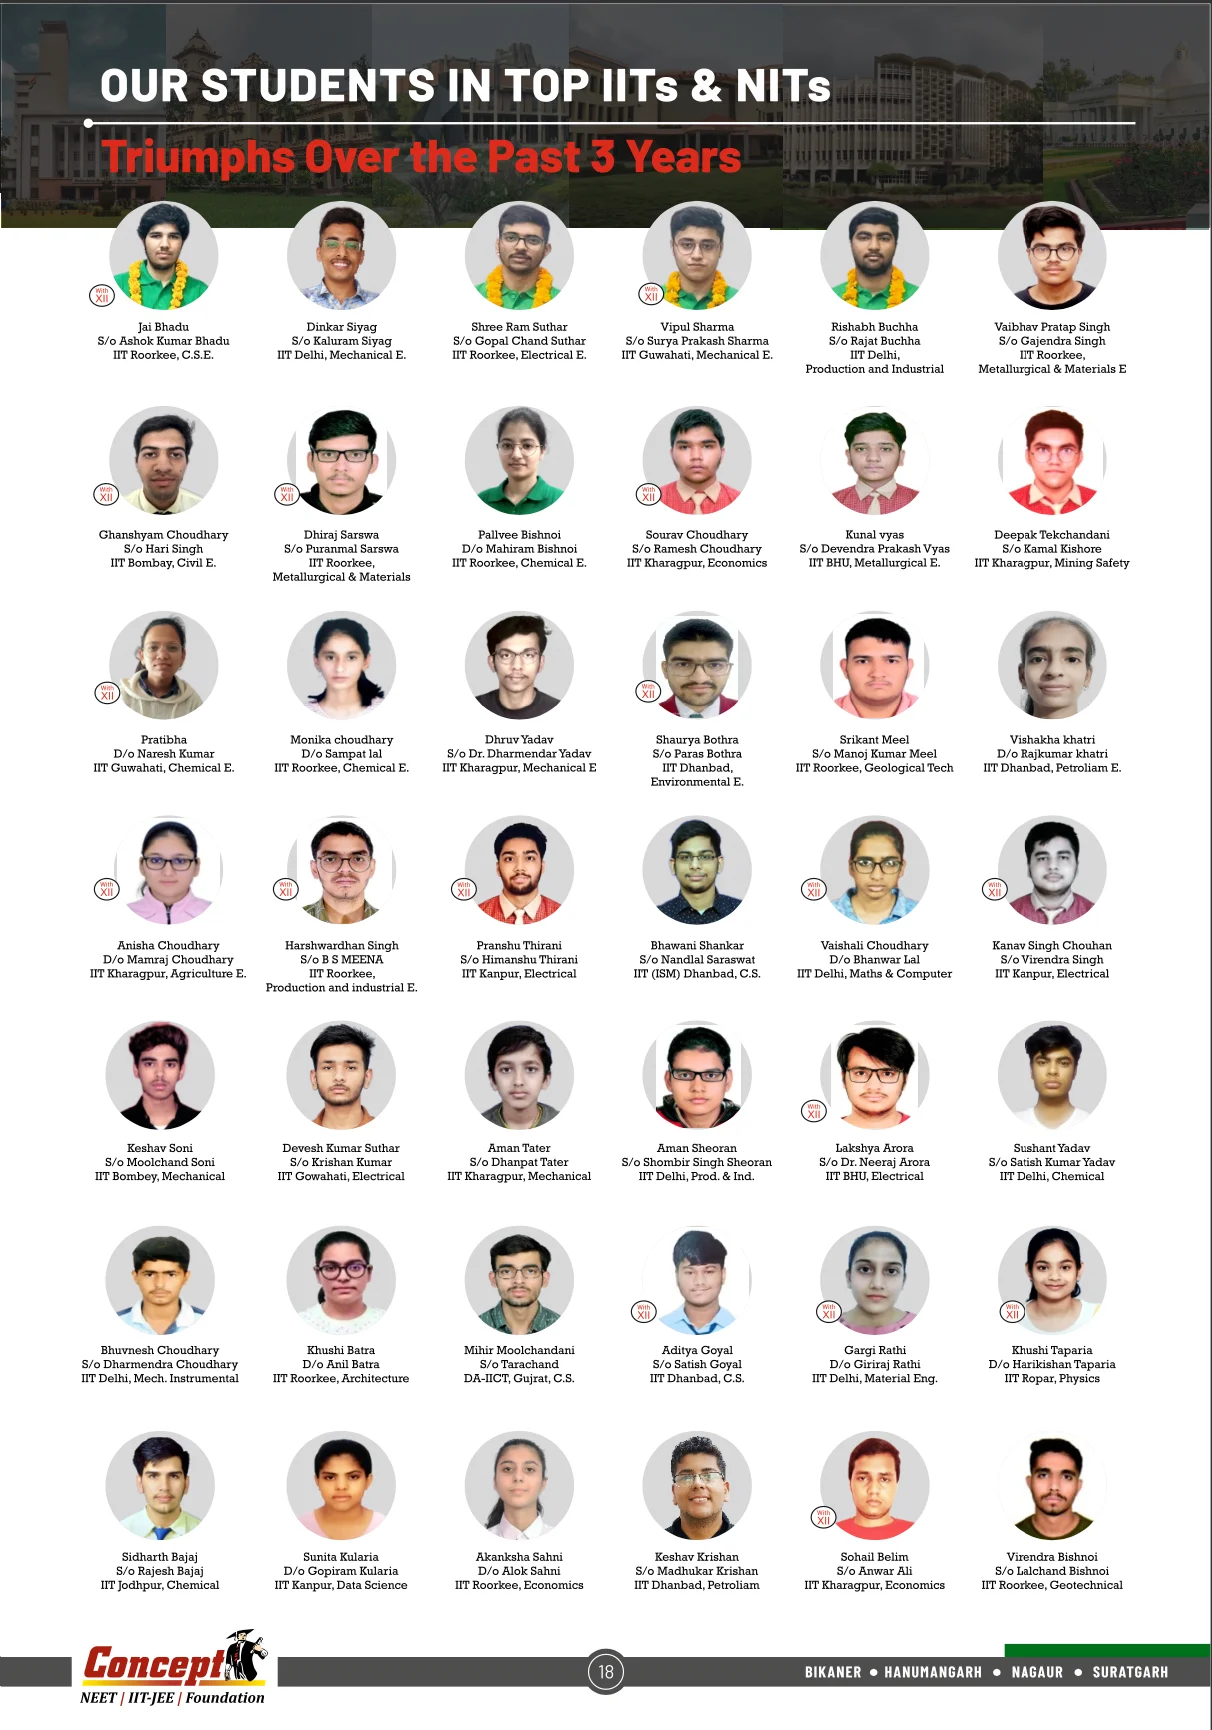 OUR STUDENTS IN TOP IITs & NITs
Triumphs Over the Past 3 Years
With
XII
Jai Bhadu
S/o Ashok Kumar Bhadu
IIT Roorkee, C.S.E.
Dinkar Siyag
S/o Kaluram Siyag
IIT Delhi, Mechanical E.
Shree Ram Suthar
S/o Gopal Chand Suthar
IIT Roorkee, Electrical E.
With
XII
Vipul Sharma
S/o Surya Prakash Sharma
IIT Guwahati, Mechanical E.
Rishabh Buchha
S/o Rajat Buchha
IIT Delhi,
Production and Industrial
Vaibhav Pratap Singh
S/o Gajendra Singh
IIT Roorkee,
Metallurgical & Materials E
With
XII
Ghanshyam Choudhary
S/o Hari Singh
IIT Bombay, Civil E.
With
XII
Dhiraj Sarswa
S/o Puranmal Sarswa
IIT Roorkee,
Metallurgical & Materials
Pallvee Bishnoi
D/o Mahiram Bishnoi
IIT Roorkee, Chemical E.
With
XII
Sourav Choudhary
S/o Ramesh Choudhary
IIT Kharagpur, Economics
Kunal vyas
S/o Devendra Prakash Vyas
IIT BHU, Metallurgical E.
Deepak Tekchandani
S/o Kamal Kishore
IIT Kharagpur, Mining Safety
With
XII
Pratibha
D/o Naresh Kumar
IIT Guwahati, Chemical E.
Monika choudhary
D/o Sampat lal
IIT Roorkee, Chemical E.
Dhruv Yadav
S/o Dr. Dharmendar Yadav
IIT Kharagpur, Mechanical E
With
XII
Shaurya Bothra
S/o Paras Bothra
IIT Dhanbad,
Environmental E.
Srikant Meel
S/o Manoj Kumar Meel
IIT Roorkee, Geological Tech
Vishakha khatri
D/o Rajkumar khatri
IIT Dhanbad, Petroliam E.
With
XII
Anisha Choudhary
D/o Mamraj Choudhary
IIT Kharagpur, Agriculture E.
With
XII
Harshwardhan Singh
S/o B S MEENA
IIT Roorkee,
Production and industrial E.
With
XII
Pranshu Thirani
S/o Himanshu Thirani
IIT Kanpur, Electrical
Bhawani Shankar
S/o Nandlal Saraswat
IIT (ISM) Dhanbad, C.S.
With
XII
Vaishali Choudhary
D/o Bhanwar Lal
IIT Delhi, Maths & Computer
With
XII
Kanav Singh Chouhan
S/o Virendra Singh
IIT Kanpur, Electrical
Keshav Soni
S/o Moolchand Soni
IIT Bombey, Mechanical
Devesh Kumar Suthar
S/o Krishan Kumar
IIT Gowahati, Electrical
Aman Tater
S/o Dhanpat Tater
IIT Kharagpur, Mechanical
Aman Sheoran
S/o Shombir Singh Sheoran
IIT Delhi, Prod. & Ind.
With
XII
Lakshya Arora
S/o Dr. Neeraj Arora
IIT BHU, Electrical
Sushant Yadav
S/o Satish Kumar Yadav
IIT Delhi, Chemical
Bhuvnesh Choudhary
S/o Dharmendra Choudhary
IIT Delhi, Mech. Instrumental
Khushi Batra
D/o Anil Batra
IIT Roorkee, Architecture
Mihir Moolchandani
S/o Tarachand
DA-IICT, Gujrat, C.S.
With
XII
Aditya Goyal
S/o Satish Goyal
IIT Dhanbad, C.S.
With
XII
Gargi Rathi
D/o Giriraj Rathi
IIT Delhi, Material Eng.
With
XII
Khushi Taparia
D/o Harikishan Taparia
IIT Ropar, Physics
Sidharth Bajaj
S/o Rajesh Bajaj
IIT Jodhpur, Chemical
Sunita Kularia
D/o Gopiram Kularia
IIT Kanpur, Data Science
Akanksha Sahni
D/o Alok Sahni
IIT Roorkee, Economics
Keshav Krishan
S/o Madhukar Krishan
IIT Dhanbad, Petroliam
With
XII
Sohail Belim
S/o Anwar Ali
IIT Kharagpur, Economics
Virendra Bishnoi
S/o Lalchand Bishnoi
IIT Roorkee, Geotechnical
Concept
NEET | IIT-JEE | Foundation
18
BIKANER • HANUMANGARH • NAGAUR • SURATGARH